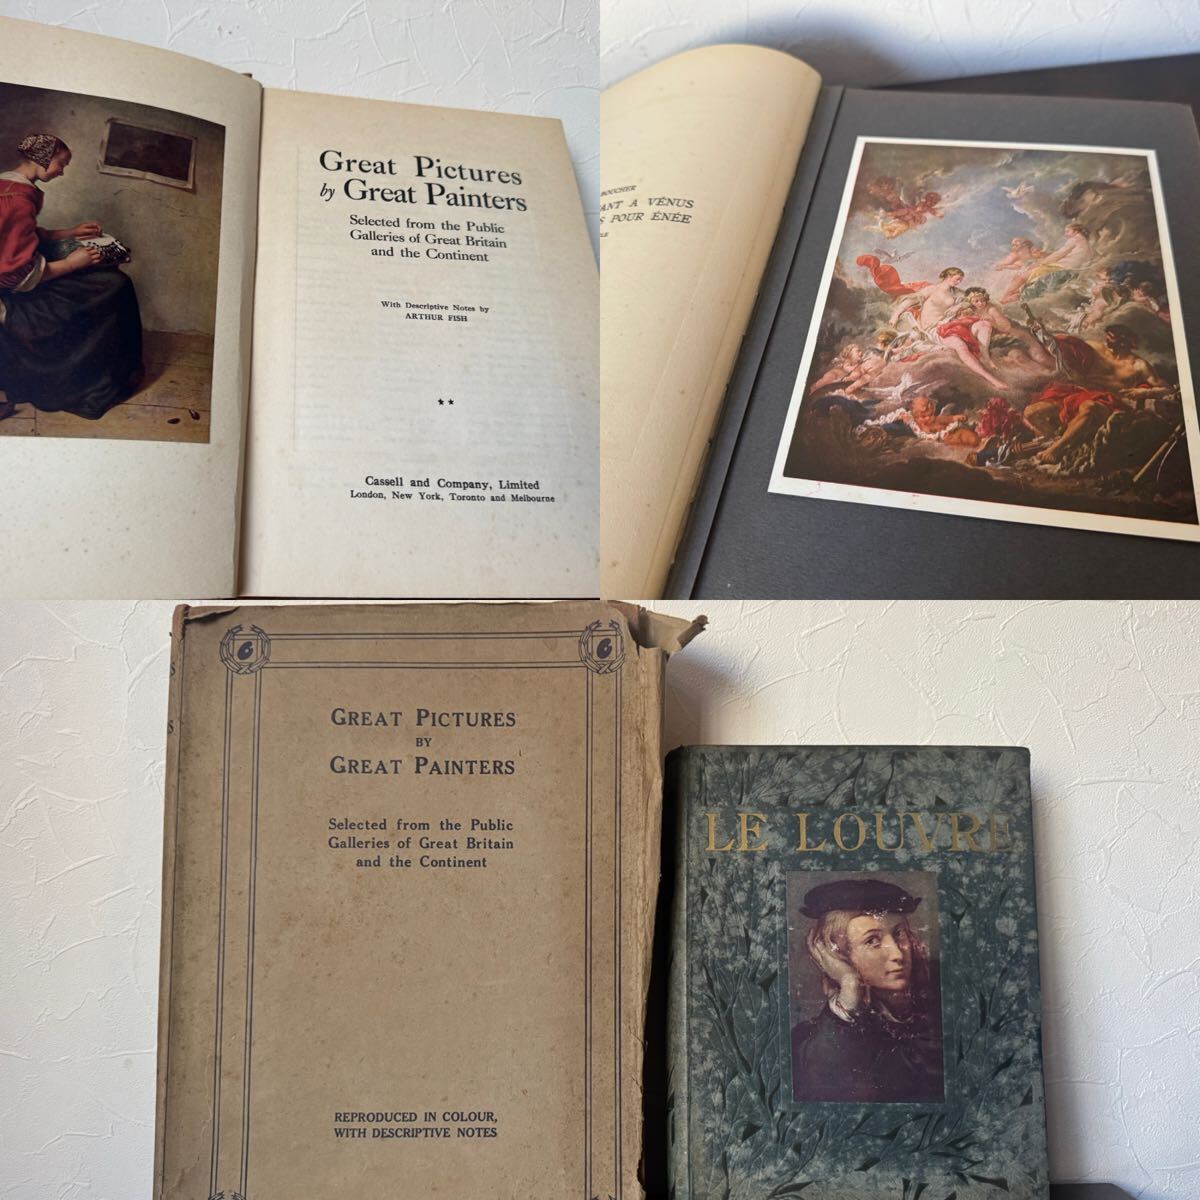 Great Pictures
by Great Painters
Selected from the Public
Galleries of Great Britain
and the Continent
With Descriptive Notes by
ARTHUR FISH
**
Cassell and Company, Limited
London, New York, Toronto and Melbourne
BOUCHER
ANT A VÉNUS
POUR ÉNÉE
GREAT PICTURES
BY
GREAT PAINTERS
Selected from the Public
Galleries of Great Britain
and the Continent
REPRODUCED IN COLOUR,
WITH DESCRIPTIVE NOTES
LE LOUVRE